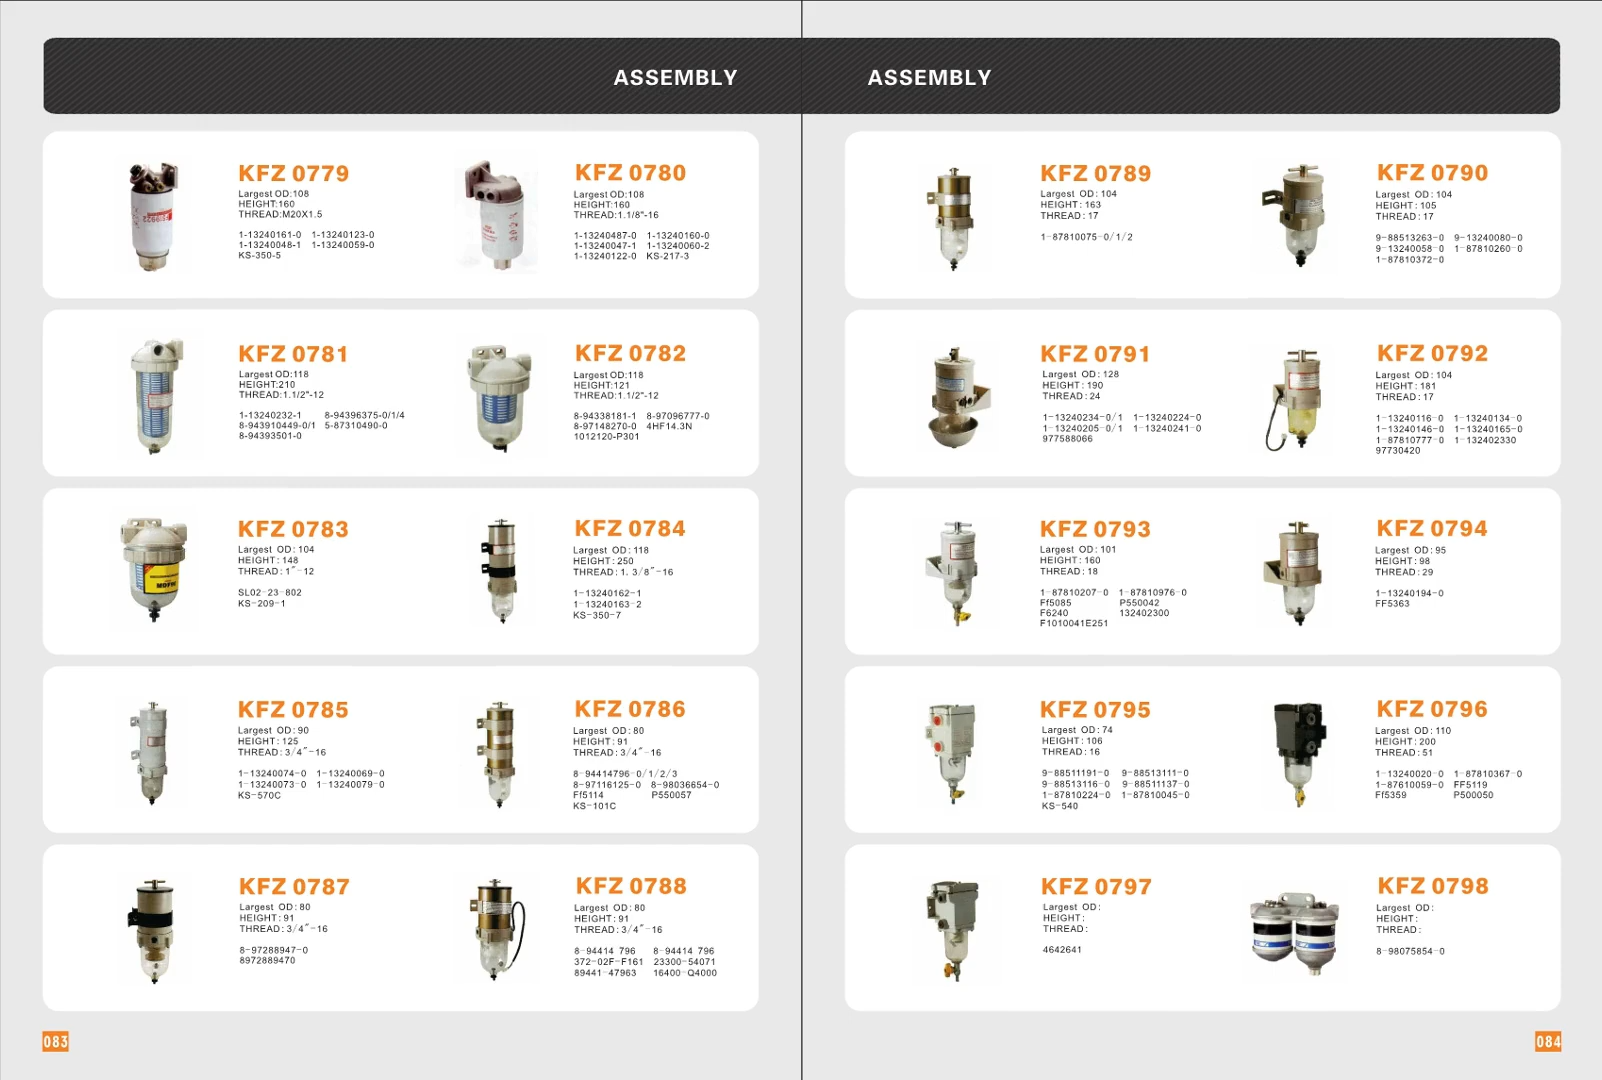 ASSEMBLY
KFZ 0779
Largest OD:108
HEIGHT:160
THREAD:M20X1.5
1-13240161-0 1-13240123-0
1-13240048-1 1-13240059-0
KS-350-5
KFZ 0780
Largest OD:108
HEIGHT:160
THREAD:1.1/8"-16
1-13240487-0 1-13240160-0
1-13240047-1 1-13240060-2
1-13240122-0 KS-217-3
KFZ 0781
Largest OD:118
HEIGHT:210
THREAD:1.1/2"-12
1-13240232-1 8-94396375-0/1/4
8-943910449-0/1 5-87310490-0
8-94393501-0
KFZ 0782
Largest OD:118
HEIGHT:121
THREAD:1.1/2"-12
8-94338181-1 8-97096777-0
8-97148270-0 4HF14.3N
1012120-P301
KFZ 0783
Largest OD: 104
HEIGHT: 148
THREAD: 1"-12
SL02-23-802
KS-209-1
KFZ 0784
Largest OD: 118
HEIGHT: 250
THREAD: 1. 3/8"-16
1-13240162-1
1-13240163-2
KS-350-7
KFZ 0785
Largest OD: 90
HEIGHT: 125
THREAD: 3/4"-16
1-13240074-0 1-13240069-0
1-13240073-0 1-13240079-0
KS-570C
KFZ 0786
Largest OD: 80
HEIGHT: 91
THREAD: 3/4"-16
8-94414796-0/1/2/3
8-97116125-0 8-98036654-0
Ff5114 P550057
KS-101C
KFZ 0787
Largest OD: 80
HEIGHT: 91
THREAD: 3/4"-16
8-97288947-0
8972889470
KFZ 0788
Largest OD: 80
HEIGHT: 91
THREAD: 3/4"-16
8-94414 796 8-94414 796
372-02F-F161 23300-54071
89441-47963 16400-Q4000
083
ASSEMBLY
KFZ 0789
Largest OD: 104
HEIGHT: 163
THREAD: 17
1-87810075-0/1/2
KFZ 0790
Largest OD: 104
HEIGHT: 105
THREAD: 17
9-88513263-0 9-13240080-0
9-13240058-0 1-87810260-0
1-87810372-0
KFZ 0791
Largest OD: 128
HEIGHT: 190
THREAD: 24
1-13240234-0/1 1-13240224-0
1-13240205-0/1 1-13240241-0
977588066
KFZ 0792
Largest OD: 104
HEIGHT: 181
THREAD: 17
1-13240116-0 1-13240134-0
1-13240146-0 1-13240165-0
1-87810777-0 1-132402330
97730420
KFZ 0793
Largest OD: 101
HEIGHT: 160
THREAD: 18
1-87810207-0 1-87810976-0
Ff5085 P550042
F6240 132402300
F1010041E251
KFZ 0794
Largest OD: 95
HEIGHT: 98
THREAD: 29
1-13240194-0
FF5363
KFZ 0795
Largest OD: 74
HEIGHT: 106
THREAD: 16
9-88511191-0 9-88513111-0
9-88513116-0 9-88511137-0
1-87810224-0 1-87810045-0
KS-540
KFZ 0796
Largest OD: 110
HEIGHT: 200
THREAD: 51
1-13240020-0 1-87810367-0
1-87610059-0 FF5119
Ff5359 P500050
KFZ 0797
Largest OD:
HEIGHT:
THREAD:
4642641
KFZ 0798
Largest OD:
HEIGHT:
THREAD:
8-98075854-0
084